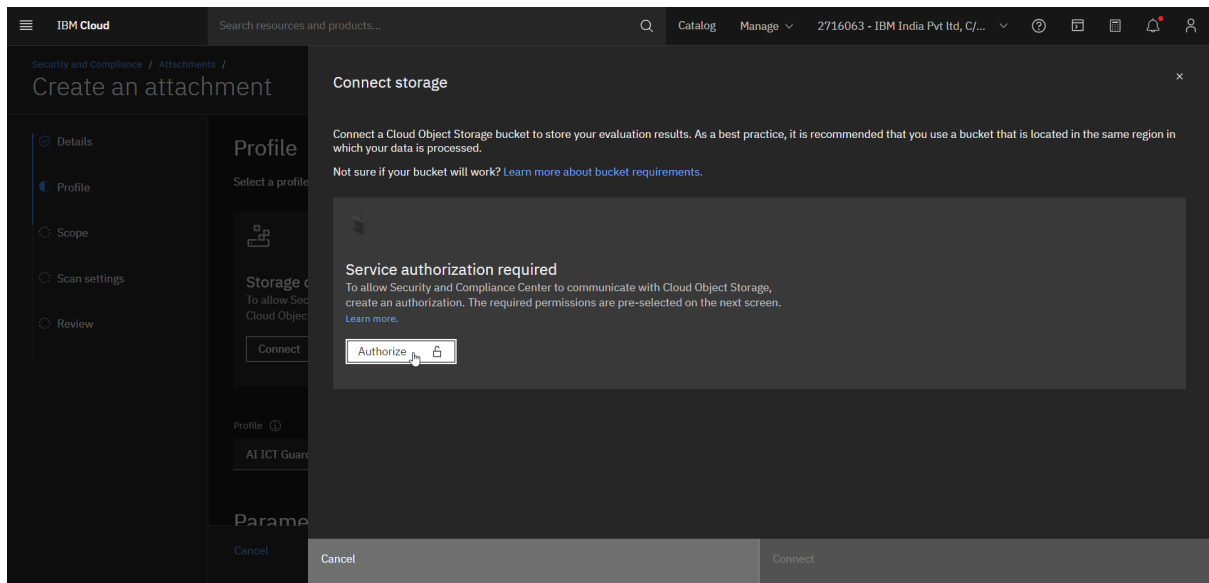 IBM Cloud
Search resources and products...
Catalog
Manage
2716063 - IBM India Pvt ltd, C/...
Security and Compliance / Attachments /
Create an attachment
Details
Profile
Scope
Scan settings
Review
Profile
Select a profile
Storage
To allow Sec
Cloud Objec
Connect
Profile
AI ICT Guar
Parame
Cancel
Connect storage
Connect a Cloud Object Storage bucket to store your evaluation results. As a best practice, it is recommended that you use a bucket that is located in the same region in
which your data is processed.
Not sure if your bucket will work? Learn more about bucket requirements.
Service authorization required
To allow Security and Compliance Center to communicate with Cloud Object Storage,
create an authorization. The required permissions are pre-selected on the next screen.
Learn more.
Authorize
Cancel
Connect